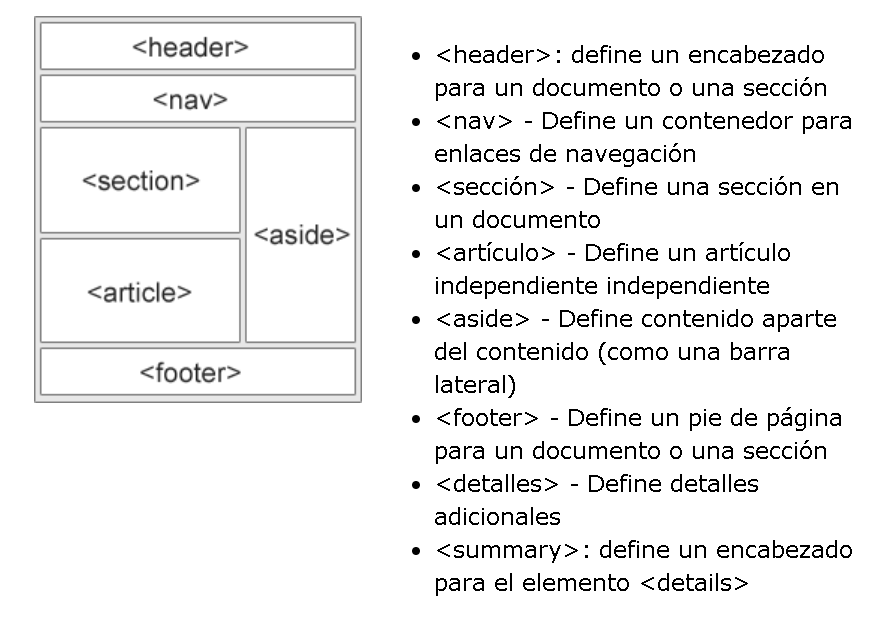 <header>
<nav>
<section>
<aside>
<article>
<footer>
• <header>: define un encabezado
para un documento o una sección
• <nav> - Define un contenedor para
enlaces de navegación
• <sección> - Define una sección en
un documento
• <artículo> - Define un artículo
independiente independiente
• <aside> - Define contenido aparte
del contenido (como una barra
lateral)
• <footer> - Define un pie de página
para un documento o una sección
• <detalles> - Define detalles
adicionales
• <summary>: define un encabezado
para el elemento <details>